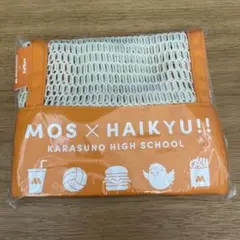 MOS × HAIKYU!!
KARASUNO HIGH SCHOOL